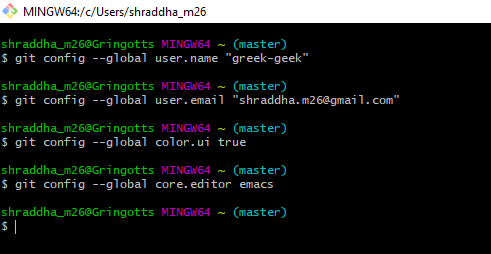 MINGW64:/c/Users/shraddha_m26
shraddha_m26@Gringotts MINGW64 ~ (master)
$ git config --global user.name "greek-geek"
shraddha_m26@Gringotts MINGW64 ~ (master)
$ git config --global user.email "shraddha.m26@gmail.com"
shraddha_m26@Gringotts MINGW64 ~ (master)
$ git config --global color.ui true
shraddha_m26@Gringotts MINGW64 ~ (master)
$ git config --global core.editor emacs
shraddha_m26@Gringotts MINGW64 ~ (master)
$